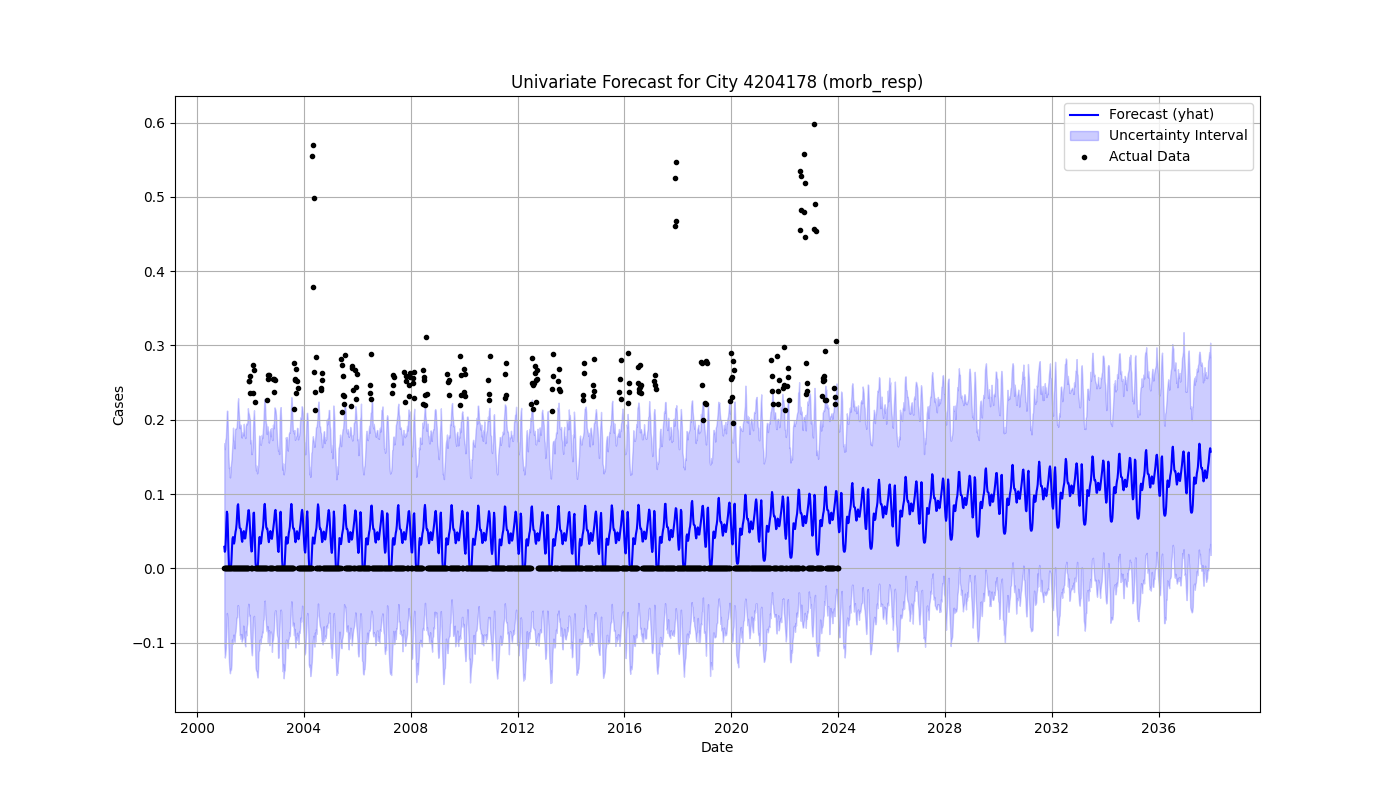 Univariate Forecast for City 4204178 (morb_resp)
Forecast (yhat)
Uncertainty Interval
Actual Data
Cases
0.6
0.5
0.4
0.3
0.2
0.1
0.0
−0.1
2000 2004 2008 2012 2016 2020 2024 2028 2032 2036
Date